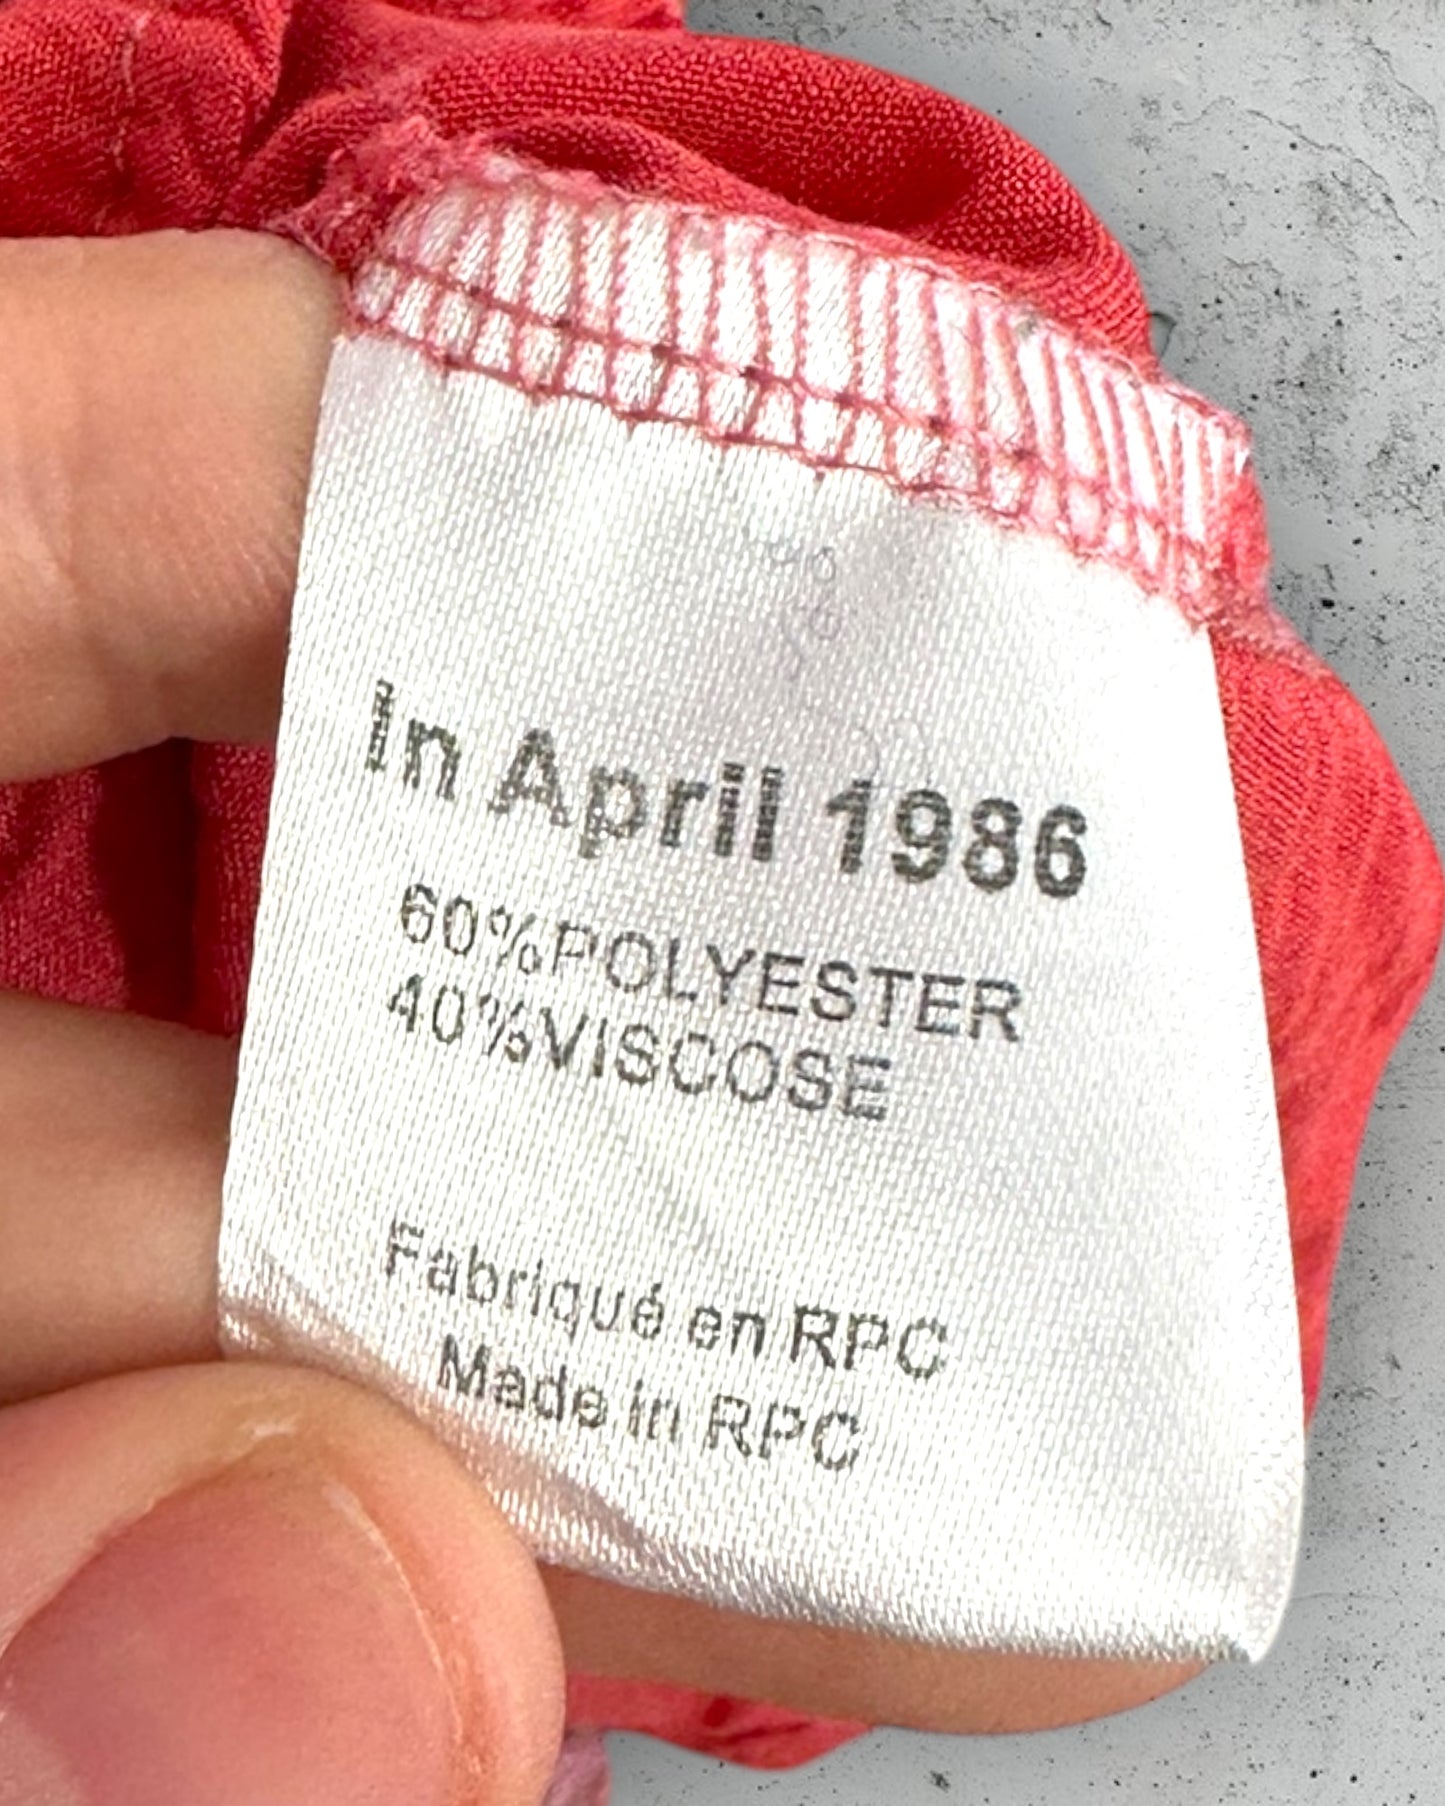 In April 1986
60%POLYESTER
40%VISCOSE
Fabriqué en RPC
Made in RPC